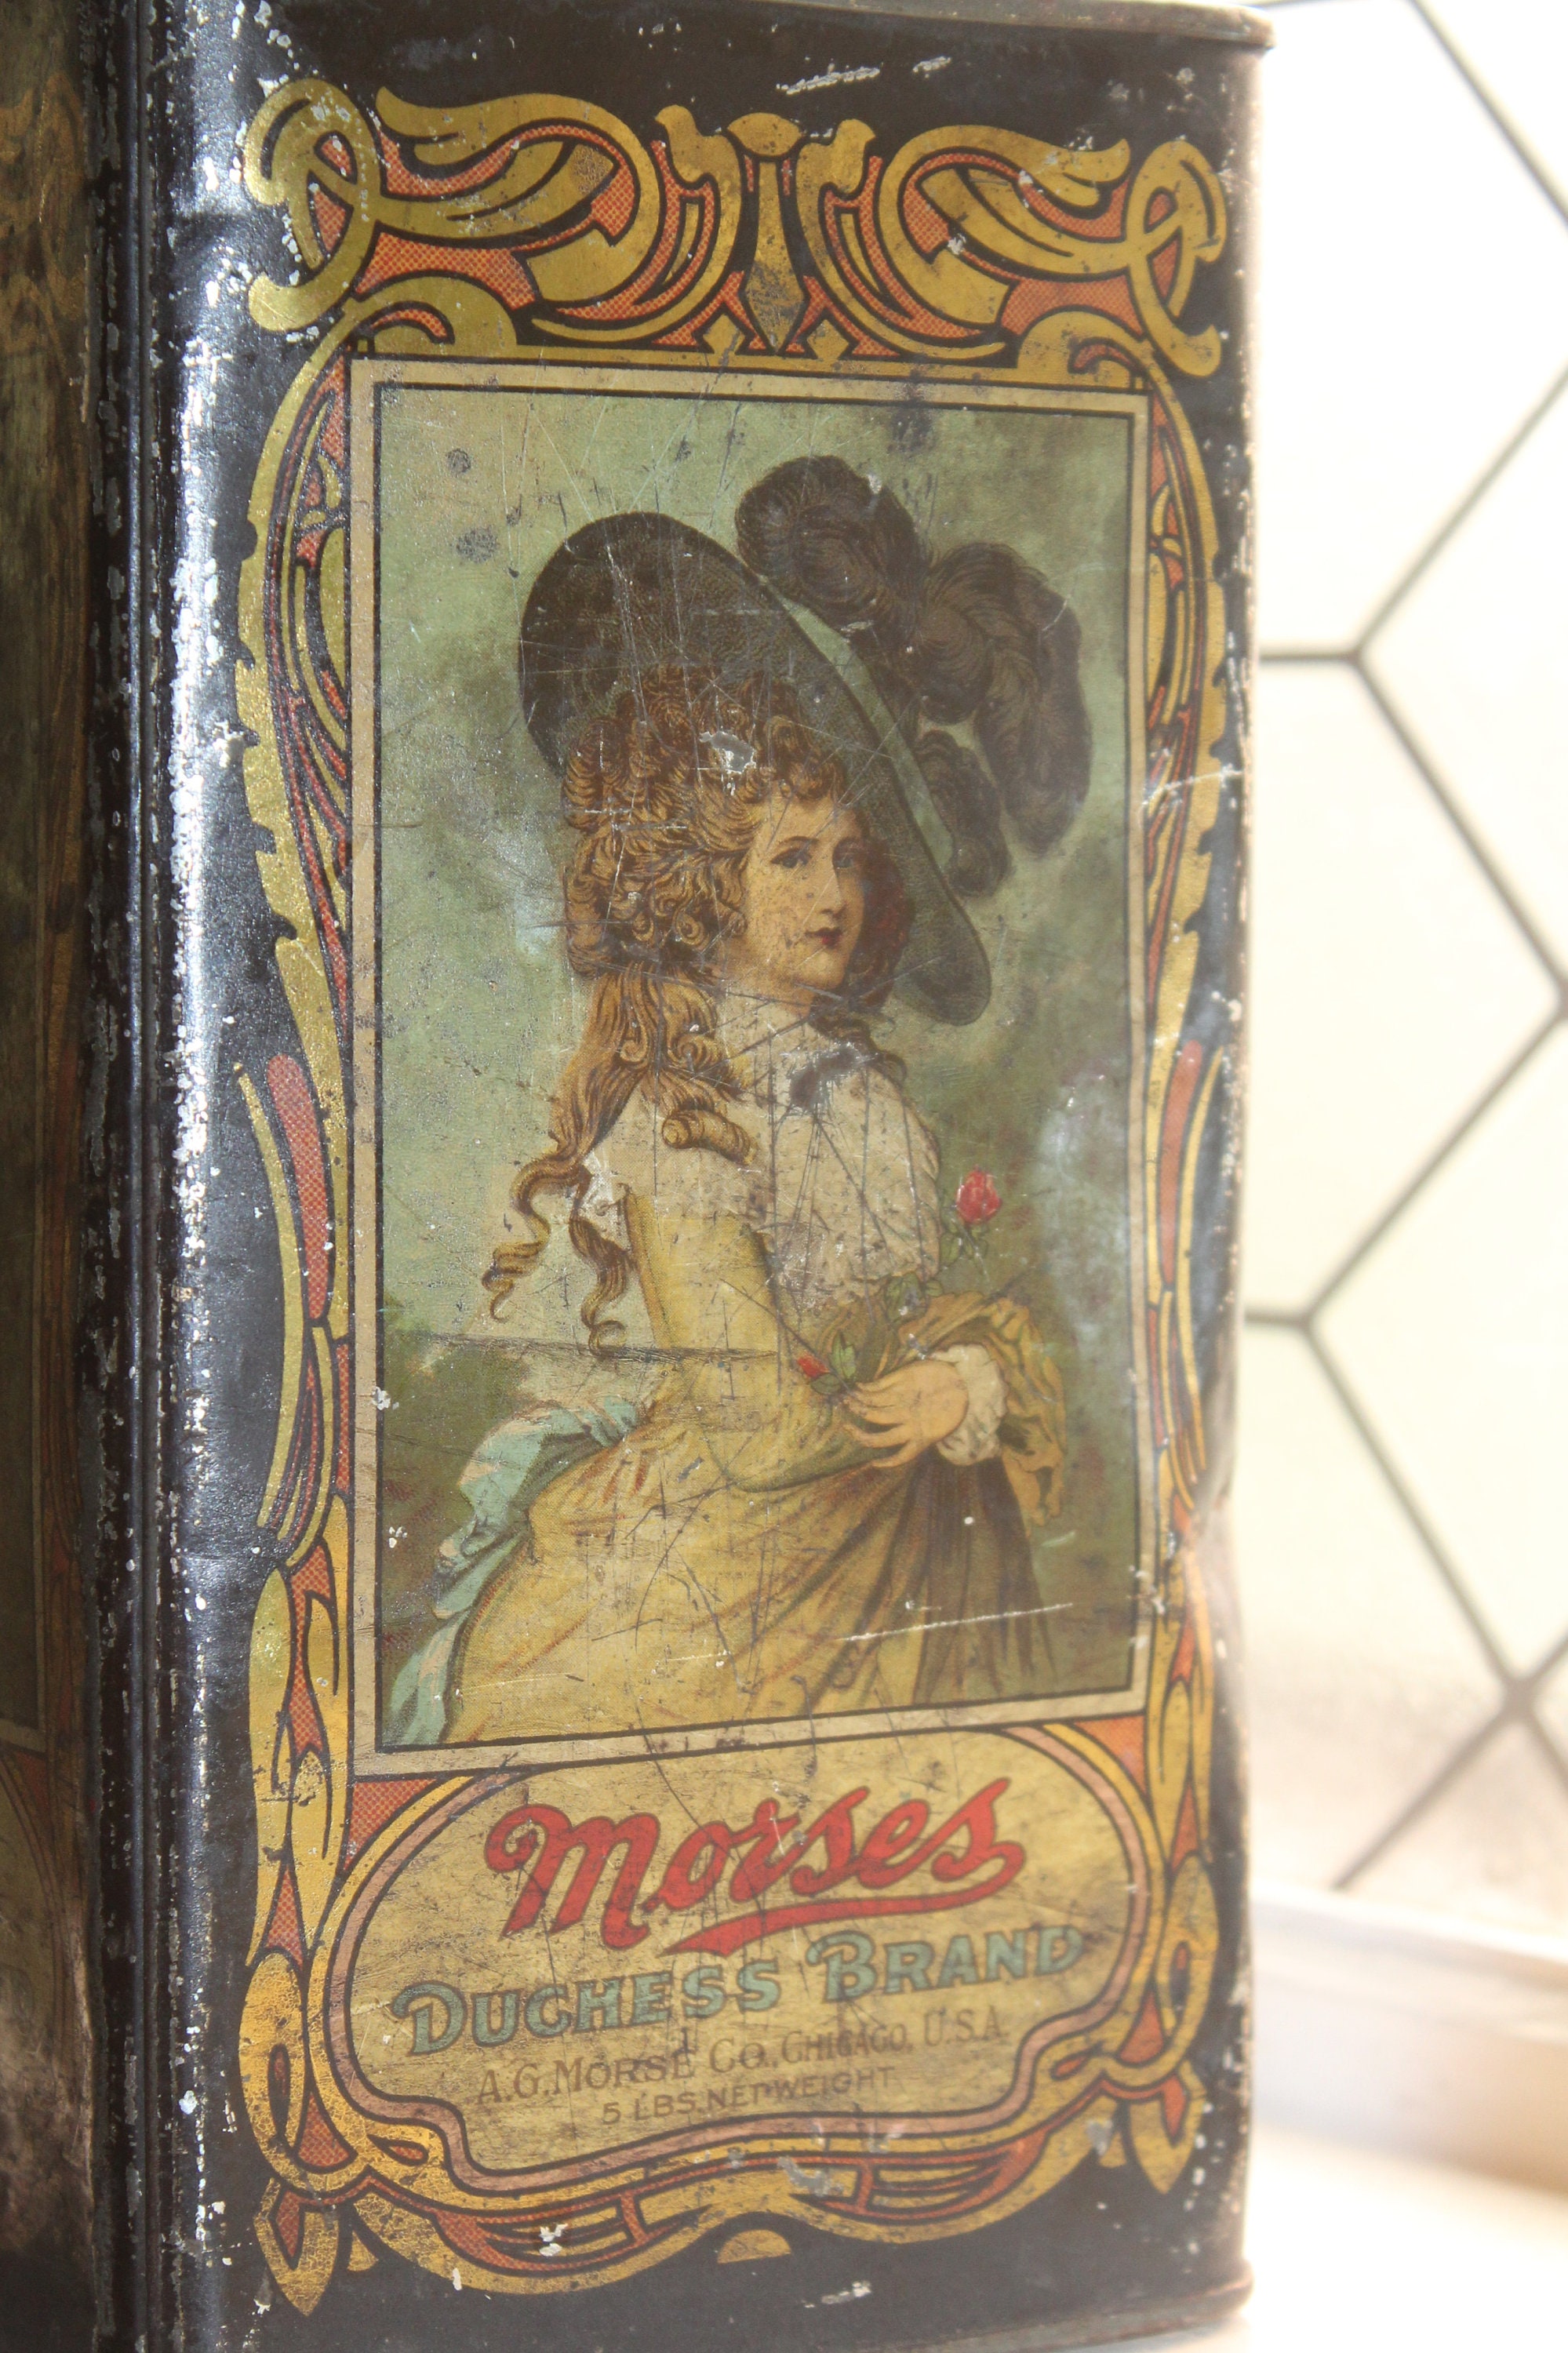 Morses
DUCHESS BRAND
A.G. MORSE CO., CHICAGO, U.S.A.
5 LBS. NET WEIGHT